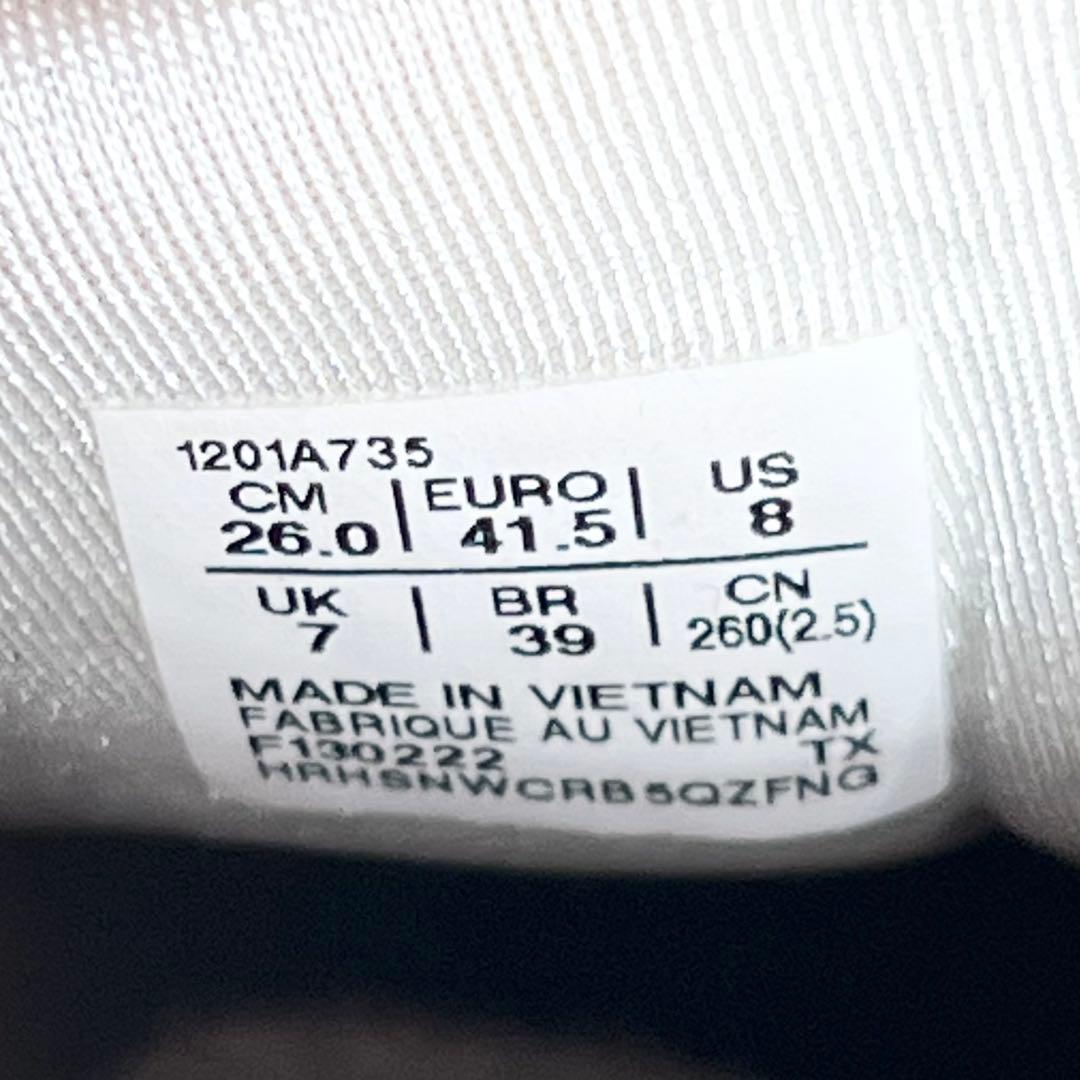 1201A735
CM | EURO | US
26.0 | 41.5 | 8
UK | BR | CN
7 | 39 | 260(2.5)
MADE IN VIETNAM
FABRIQUE AU VIETNAM
F130222 TX
HRHSNWCRB5QZFNG